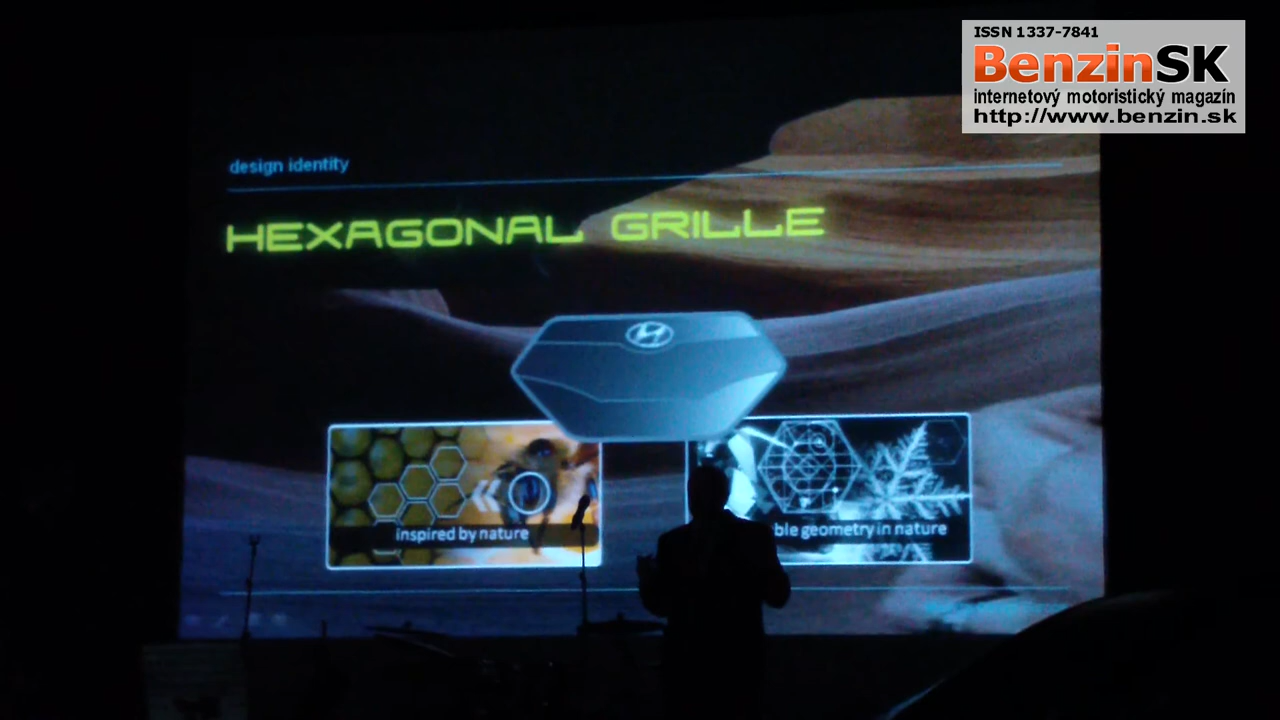 ISSN 1337-7841
BenzinSK
internetový motoristický magazín
http://www.benzin.sk
design identity
HEXAGONAL GRILLE
inspired by nature
geometry in nature